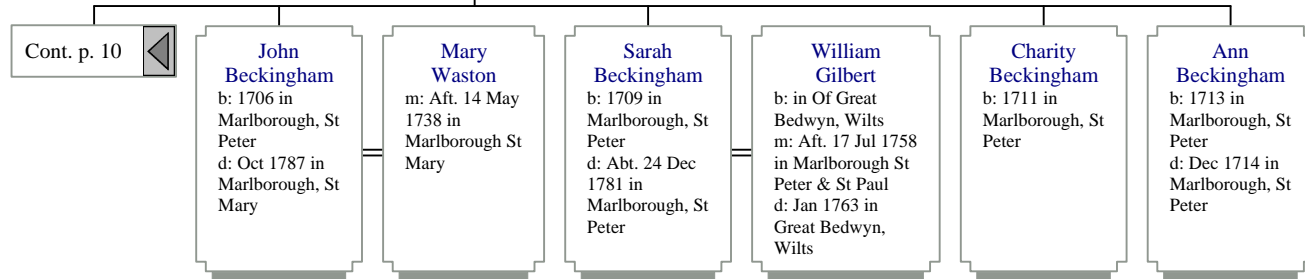 Cont. p. 10
John
Beckingham
b: 1706 in
Marlborough, St
Peter
d: Oct 1787 in
Marlborough, St
Mary
Mary
Waston
m: Aft. 14 May
1738 in
Marlborough St
Mary
Sarah
Beckingham
b: 1709 in
Marlborough, St
Peter
d: Abt. 24 Dec
1781 in
Marlborough, St
Peter
William
Gilbert
b: in Of Great
Bedwyn, Wilts
m: Aft. 17 Jul 1758
in Marlborough St
Peter & St Paul
d: Jan 1763 in
Great Bedwyn,
Wilts
Charity
Beckingham
b: 1711 in
Marlborough, St
Peter
Ann
Beckingham
b: 1713 in
Marlborough, St
Peter
d: Dec 1714 in
Marlborough, St
Peter